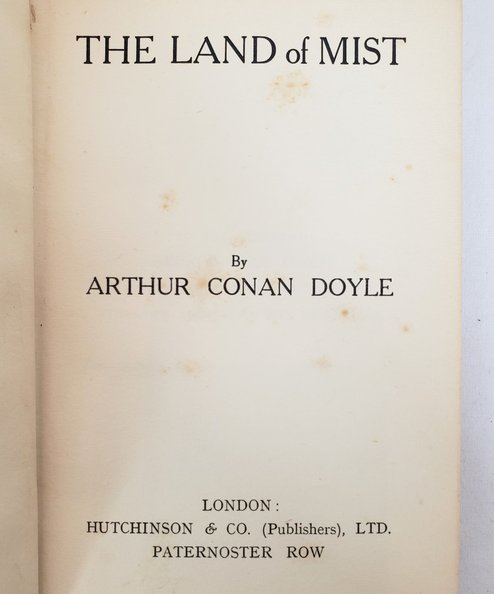 THE LAND of MIST
By
ARTHUR CONAN DOYLE
LONDON:
HUTCHINSON & CO. (Publishers), LTD.
PATERNOSTER ROW